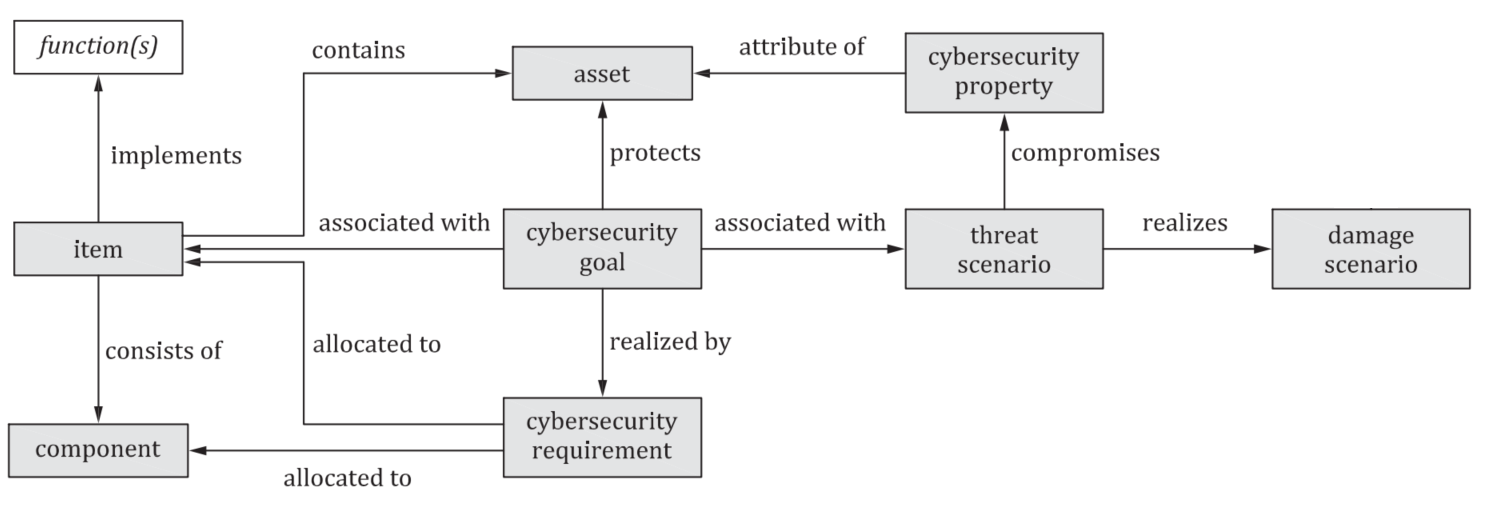 function(s)
contains
asset
attribute of
cybersecurity
property
implements
protects
compromises
item
associated with
cybersecurity
goal
associated with
threat
scenario
realizes
damage
scenario
consists of
allocated to
realized by
component
cybersecurity
requirement
allocated to